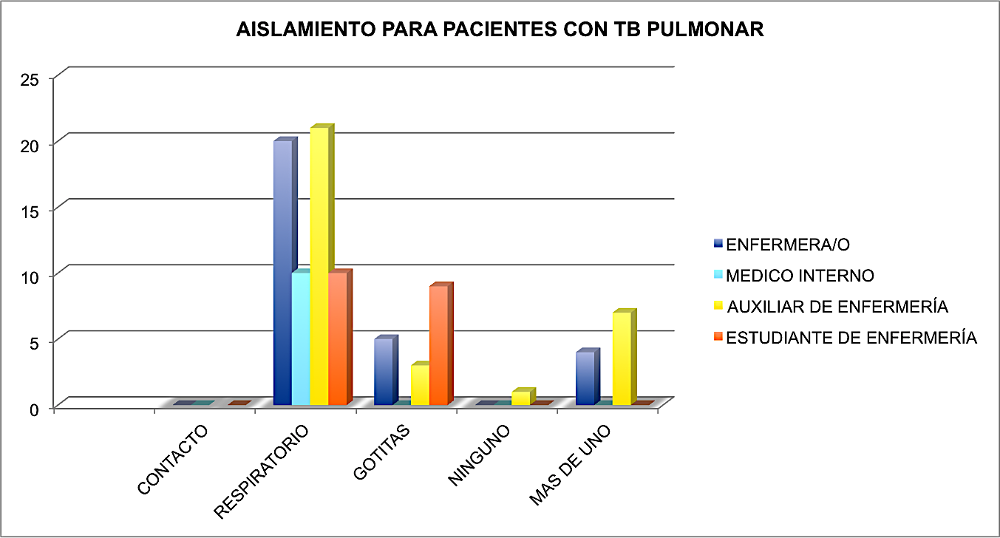 AISLAMIENTO PARA PACIENTES CON TB PULMONAR
25
20
15
10
5
0
CONTACTO
RESPIRATORIO
GOTITAS
NINGUNO
MAS DE UNO
ENFERMERA/O
MEDICO INTERNO
AUXILIAR DE ENFERMERÍA
ESTUDIANTE DE ENFERMERÍA